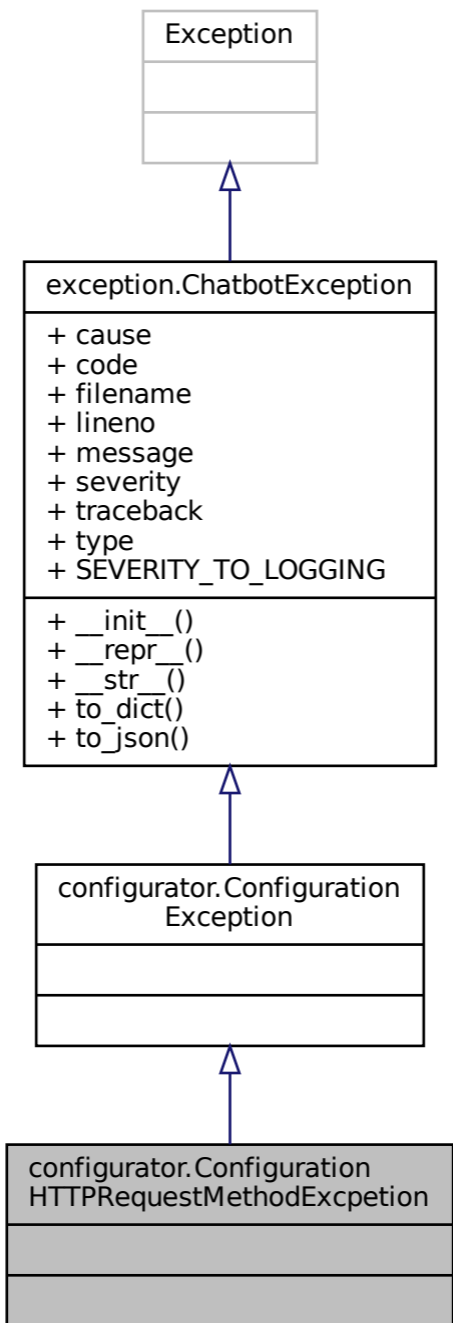 Exception
exception.ChatbotException
+ cause
+ code
+ filename
+ lineno
+ message
+ severity
+ traceback
+ type
+ SEVERITY_TO_LOGGING
+ __init__()
+ __repr__()
+ __str__()
+ to_dict()
+ to_json()
configurator.Configuration
Exception
configurator.Configuration
HTTPRequestMethodExcpetion